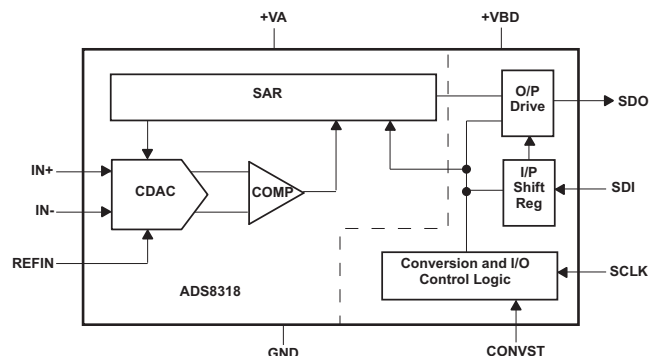 +VA
+VBD
SAR
O/P
Drive
SDO
IN+
IN-
CDAC
COMP
I/P
Shift
Reg
SDI
REFIN
Conversion and I/O
Control Logic
SCLK
ADS8318
GND
CONVST